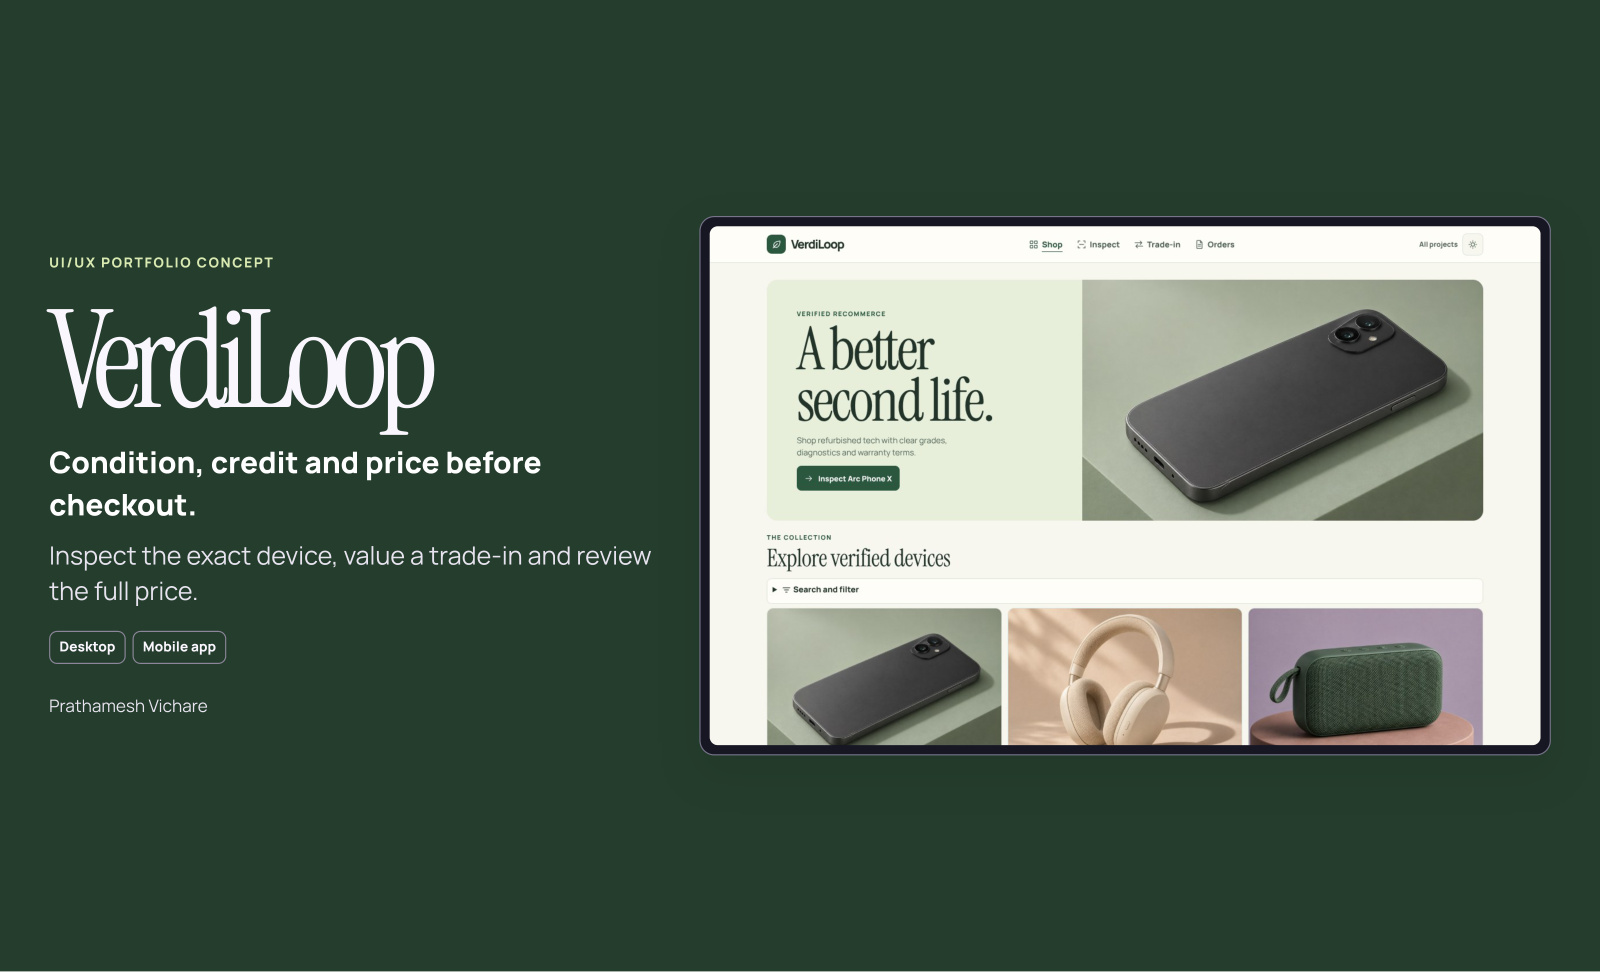 UI/UX PORTFOLIO CONCEPT
VerdiLoop
Condition, credit and price before
checkout.
Inspect the exact device, value a trade-in and review
the full price.
Desktop
Mobile app
Prathamesh Vichare
VerdiLoop
Shop
Inspect
Trade-in
Orders
All projects
VERIFIED RECOMMERCE
A better
second life.
Shop refurbished tech with clear grades,
diagnostics and warranty terms.
Inspect Arc Phone X
THE COLLECTION
Explore verified devices
Search and filter